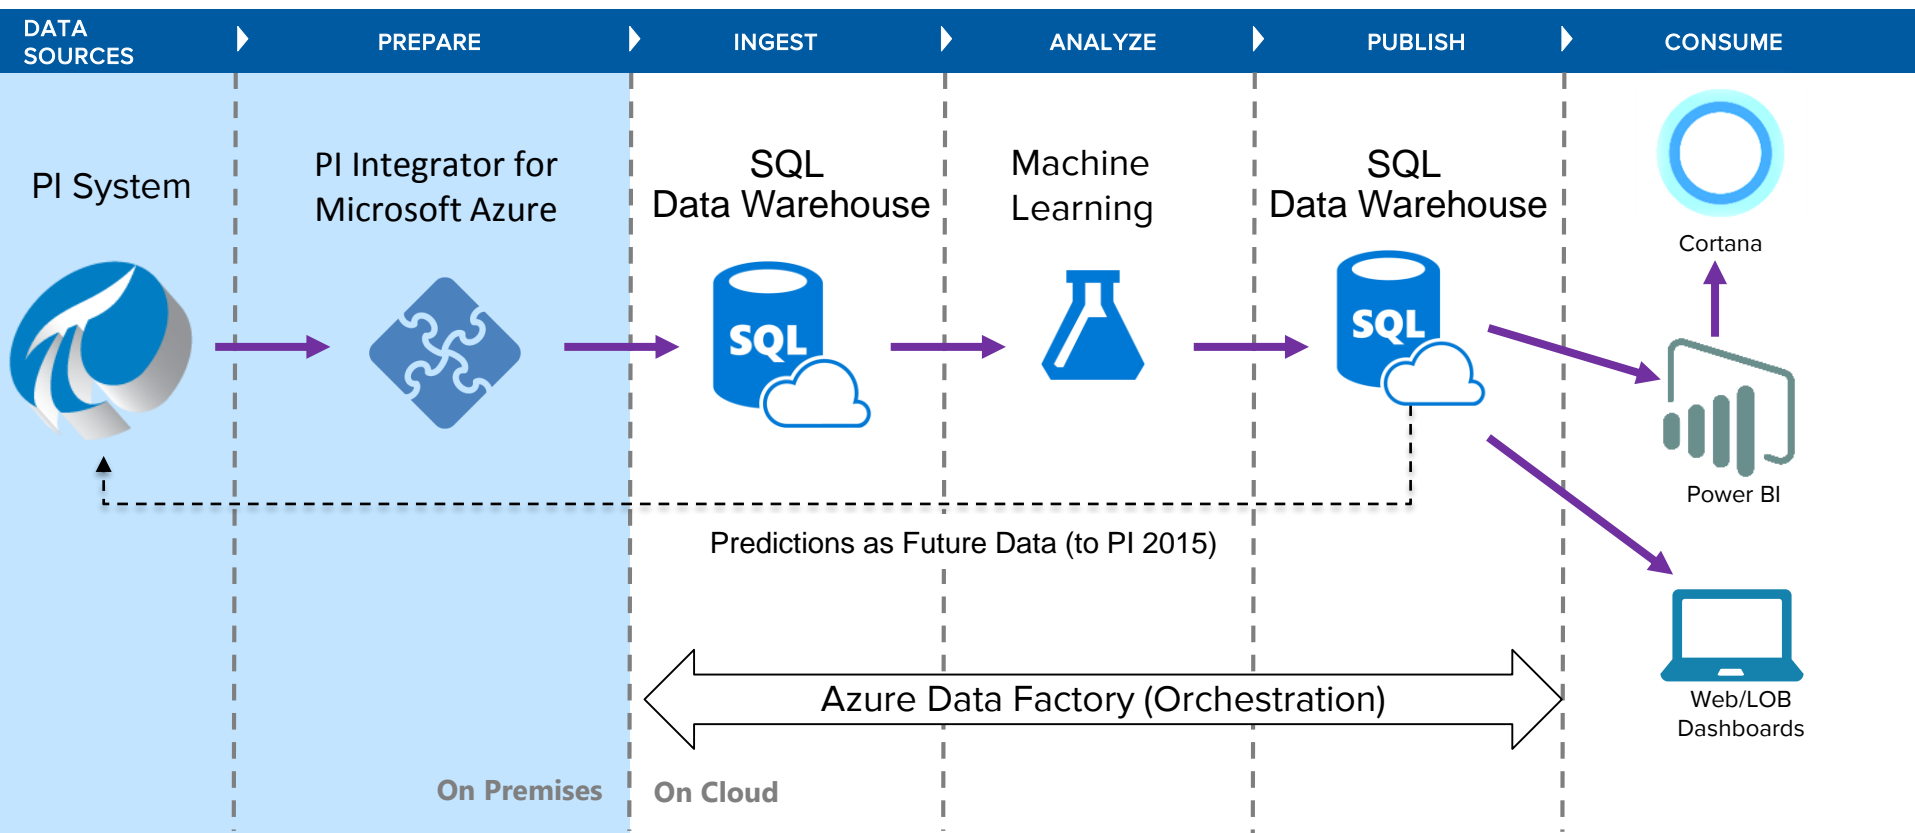 DATA
SOURCES
PREPARE
INGEST
ANALYZE
PUBLISH
CONSUME
PI System
PI Integrator for
Microsoft Azure
SQL
Data Warehouse
Machine
Learning
SQL
Data Warehouse
Cortana
SQL
SQL
Power BI
Predictions as Future Data (to PI 2015)
Azure Data Factory (Orchestration)
Web/LOB
Dashboards
On Premises
On Cloud